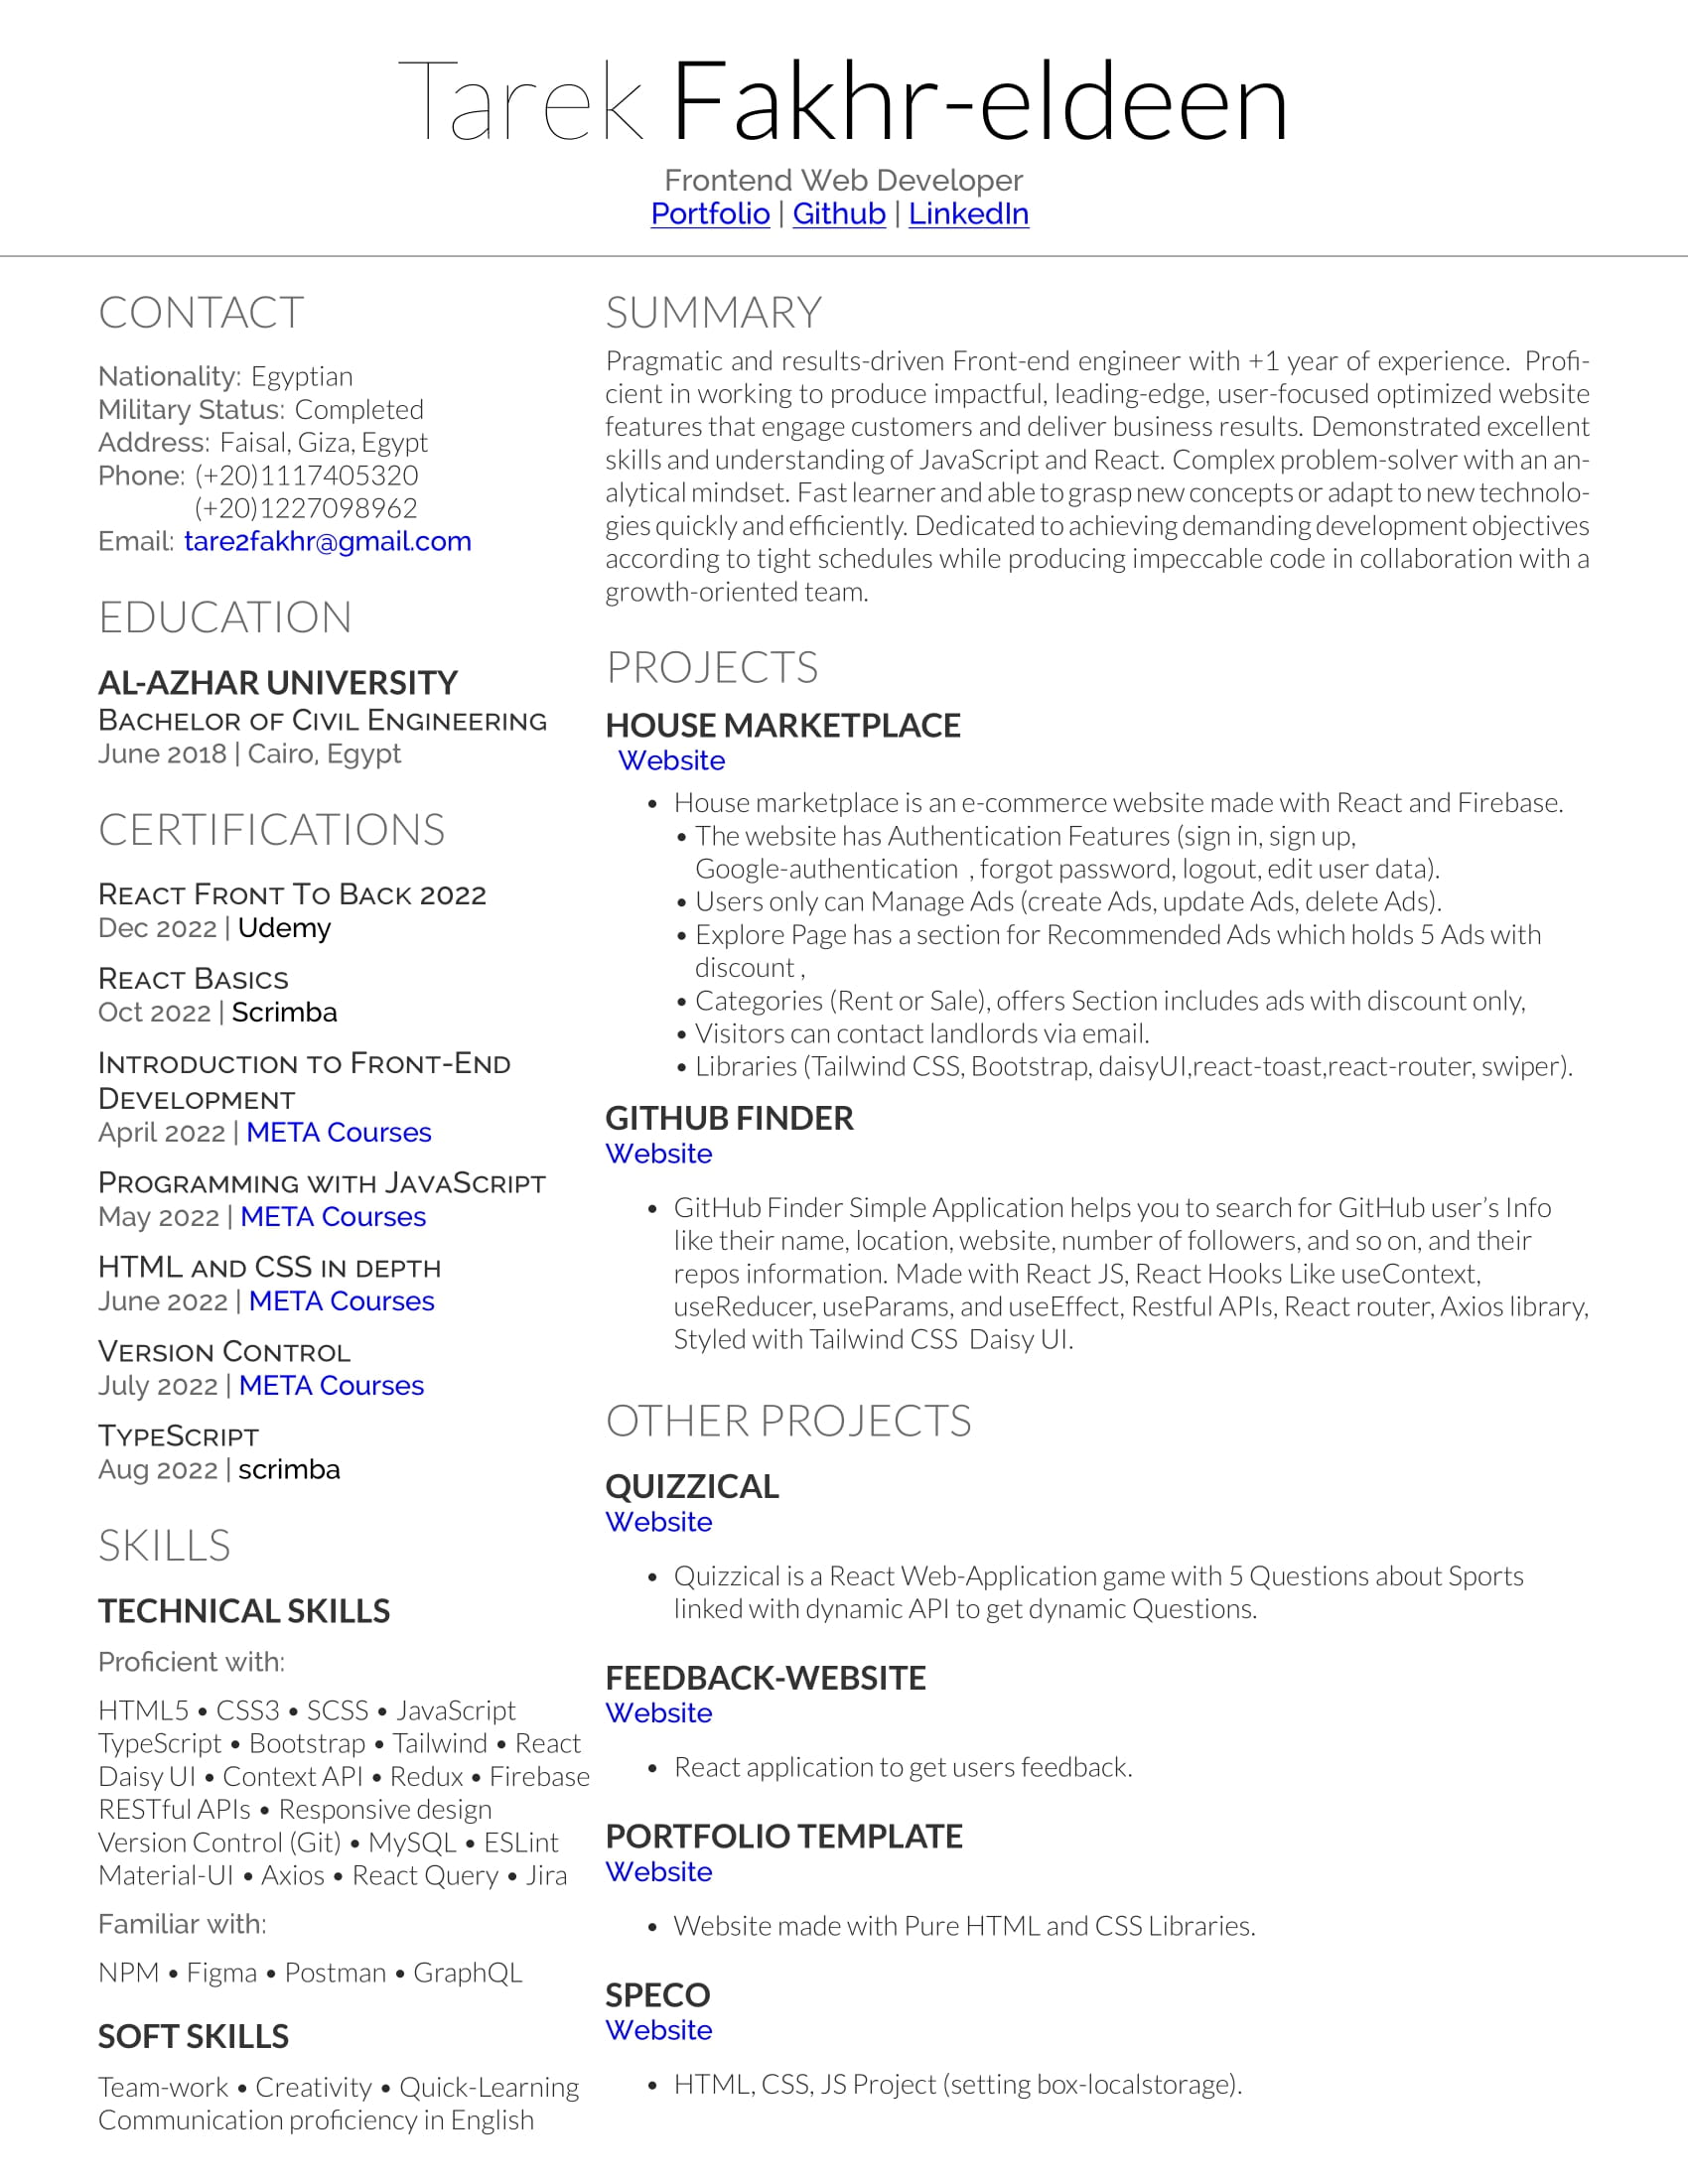 Tarek Fakhr-eldeen
Frontend Web Developer
Portfolio | Github | LinkedIn
CONTACT
Nationality: Egyptian
Military Status: Completed
Address: Faisal, Giza, Egypt
Phone: (+20)1117405320
(+20)1227098962
Email: tare2fakhr@gmail.com
EDUCATION
AL-AZHAR UNIVERSITY
Bachelor of Civil Engineering
June 2018 | Cairo, Egypt
CERTIFICATIONS
React Front To Back 2022
Dec 2022 | Udemy
React Basics
Oct 2022 | Scrimba
Introduction to Front-End
Development
April 2022 | META Courses
Programming with JavaScript
May 2022 | META Courses
HTML and CSS in depth
June 2022 | META Courses
Version Control
July 2022 | META Courses
TypeScript
Aug 2022 | scrimba
SKILLS
TECHNICAL SKILLS
Proficient with:
HTML5 • CSS3 • SCSS • JavaScript
TypeScript • Bootstrap • Tailwind • React
Daisy UI • Context API • Redux • Firebase
RESTful APIs • Responsive design
Version Control (Git) • MySQL • ESLint
Material-UI • Axios • React Query • Jira
Familiar with:
NPM • Figma • Postman • GraphQL
SOFT SKILLS
Team-work • Creativity • Quick-Learning
Communication proficiency in English
SUMMARY
Pragmatic and results-driven Front-end engineer with +1 year of experience. Profi-
cient in working to produce impactful, leading-edge, user-focused optimized website
features that engage customers and deliver business results. Demonstrated excellent
skills and understanding of JavaScript and React. Complex problem-solver with an an-
alytical mindset. Fast learner and able to grasp new concepts or adapt to new technolo-
gies quickly and efficiently. Dedicated to achieving demanding development objectives
according to tight schedules while producing impeccable code in collaboration with a
growth-oriented team.
PROJECTS
HOUSE MARKETPLACE
Website
• House marketplace is an e-commerce website made with React and Firebase.
• The website has Authentication Features (sign in, sign up,
Google-authentication , forgot password, logout, edit user data).
• Users only can Manage Ads (create Ads, update Ads, delete Ads).
• Explore Page has a section for Recommended Ads which holds 5 Ads with
discount ,
• Categories (Rent or Sale), offers Section includes ads with discount only,
• Visitors can contact landlords via email.
• Libraries (Tailwind CSS, Bootstrap, daisyUI,react-toast,react-router, swiper).
GITHUB FINDER
Website
• GitHub Finder Simple Application helps you to search for GitHub user's Info
like their name, location, website, number of followers, and so on, and their
repos information. Made with React JS, React Hooks Like useContext,
useReducer, useParams, and useEffect, Restful APIs, React router, Axios library,
Styled with Tailwind CSS Daisy UI.
OTHER PROJECTS
QUIZZICAL
Website
• Quizzical is a React Web-Application game with 5 Questions about Sports
linked with dynamic API to get dynamic Questions.
FEEDBACK-WEBSITE
Website
• React application to get users feedback.
PORTFOLIO TEMPLATE
Website
• Website made with Pure HTML and CSS Libraries.
SPECO
Website
• HTML, CSS, JS Project (setting box-localstorage).